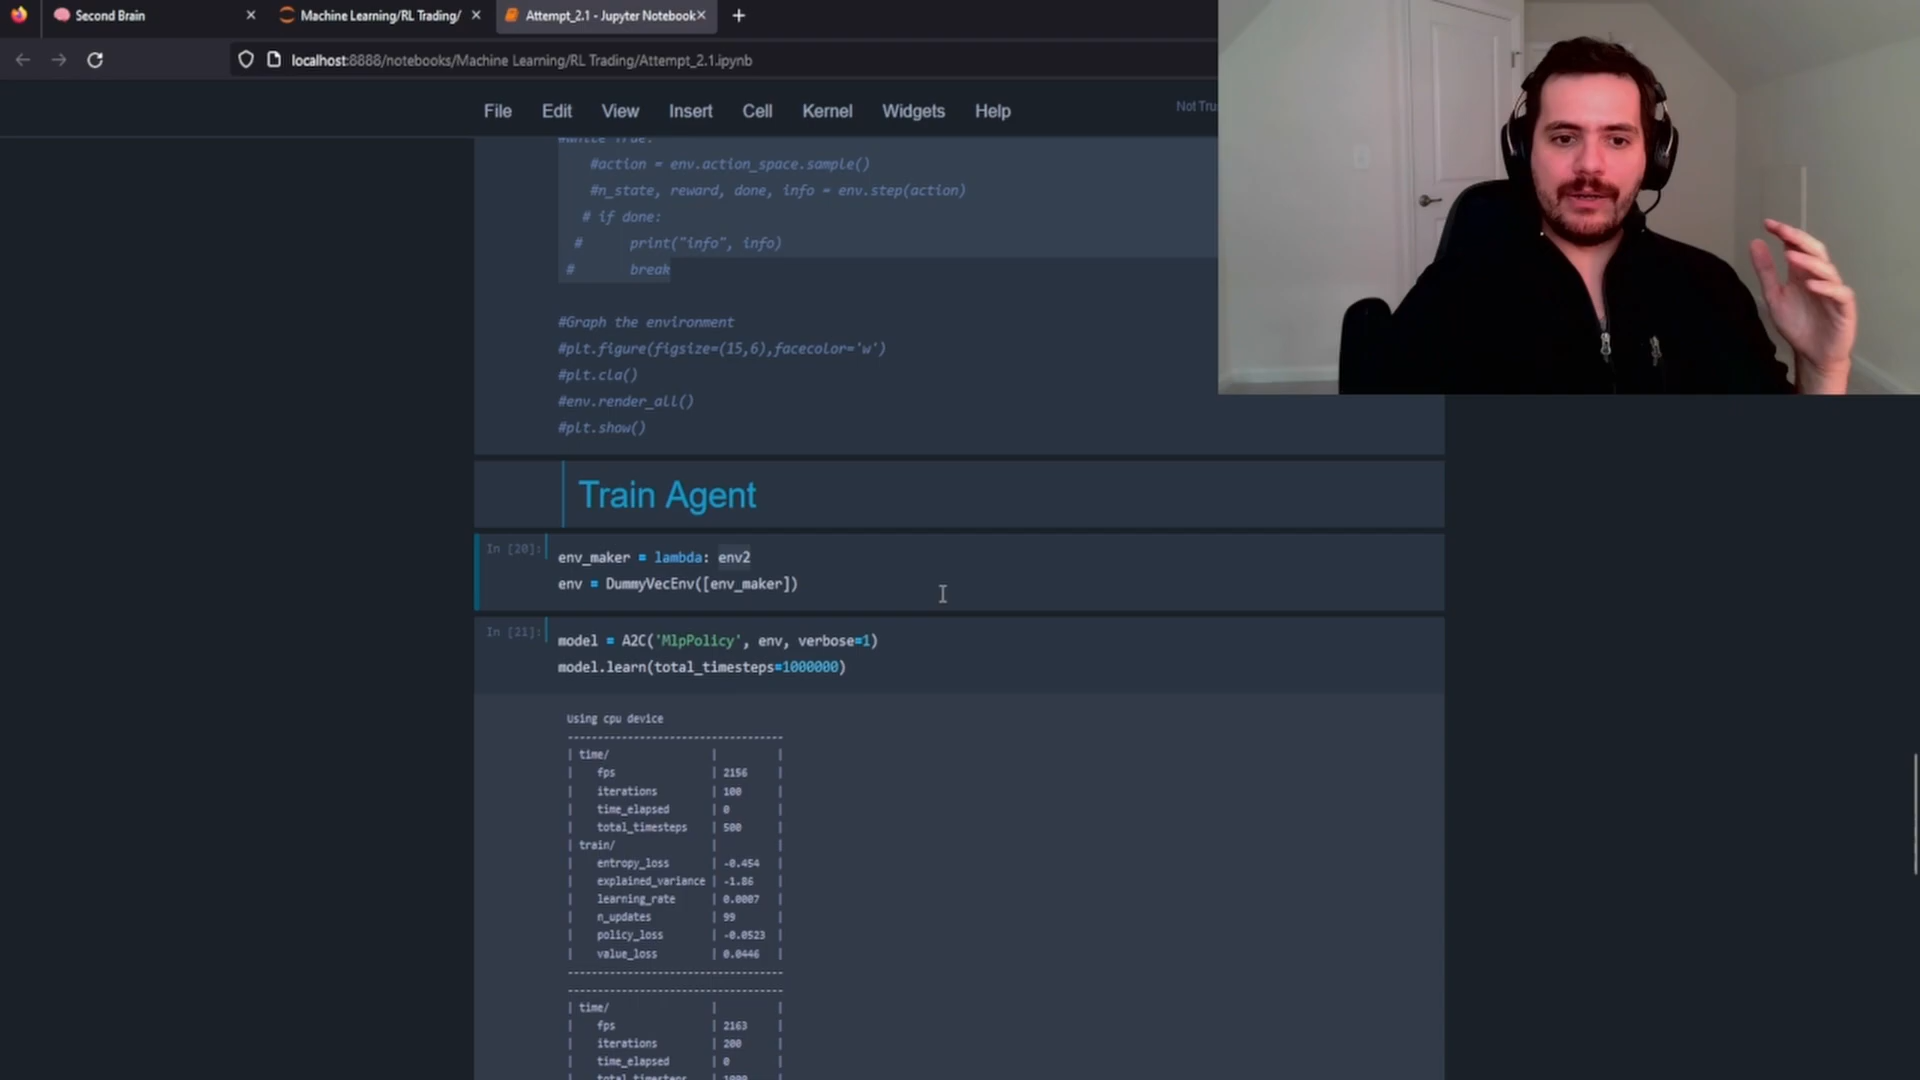 Second Brain
Machine Learning/RL Trading/
Attempt_2.1 - Jupyter Notebook
localhost:8888/notebooks/Machine Learning/RL Trading/Attempt_2.1.ipynb
File Edit View Insert Cell Kernel Widgets Help
Not Tru
#while True:
#action = env.action_space.sample()
#n_state, reward, done, info = env.step(action)
# if done:
# print("info", info)
# break
#Graph the environment
#plt.figure(figsize=(15,6),facecolor='w')
#plt.cla()
#env.render_all()
#plt.show()
Train Agent
In [20]:
env_maker = lambda: env2
env = DummyVecEnv([env_maker])
In [21]:
model = A2C('MlpPolicy', env, verbose=1)
model.learn(total_timesteps=1000000)
Using cpu device
-----------------------------------
| time/ | |
| fps | 2156 |
| iterations | 100 |
| time_elapsed | 0 |
| total_timesteps | 500 |
| train/ | |
| entropy_loss | -0.454 |
| explained_variance | -1.86 |
| learning_rate | 0.0007 |
| n_updates | 99 |
| policy_loss | -0.0523 |
| value_loss | 0.0446 |
-----------------------------------
-----------------------------------
| time/ | |
| fps | 2163 |
| iterations | 200 |
| time_elapsed | 0 |
| total_timesteps | 1000 |